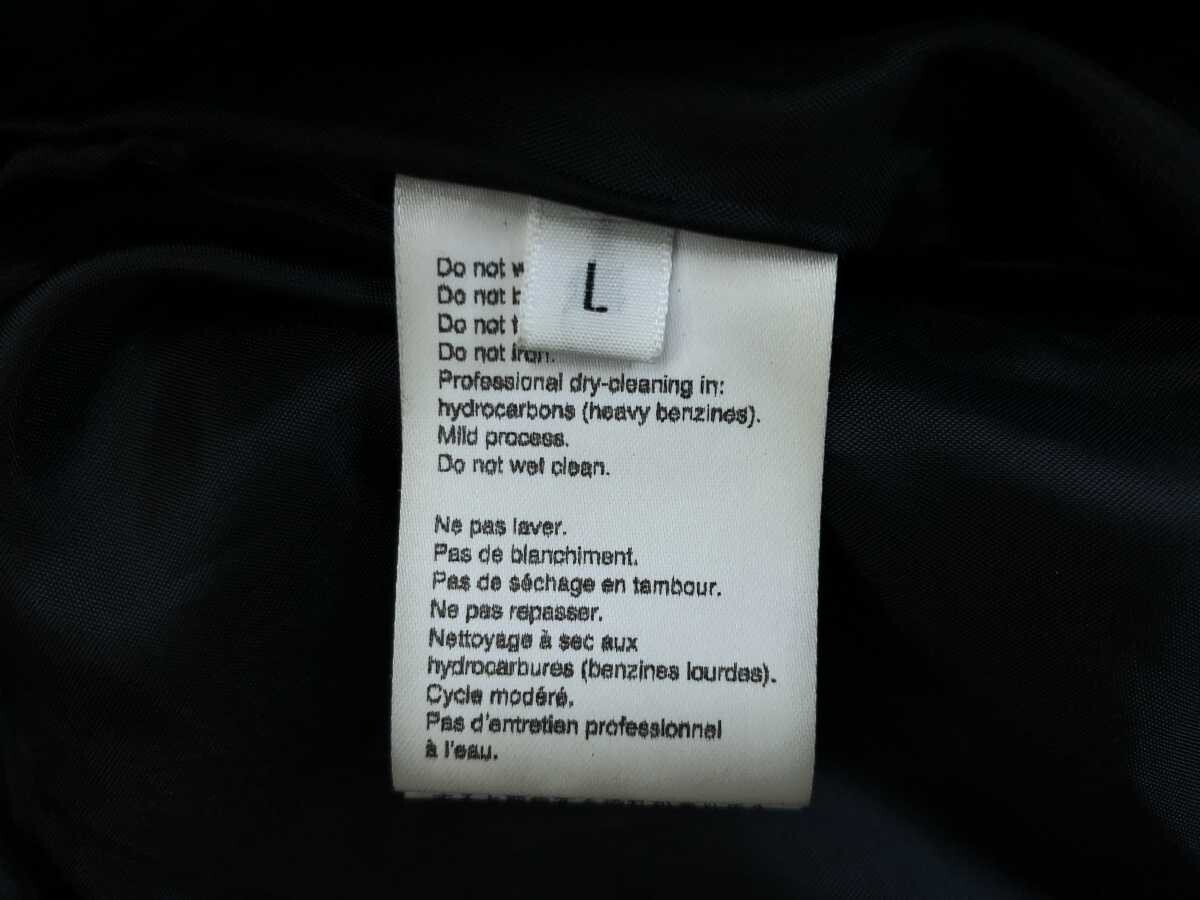 L
Do not
Do not
Do not
Do not iron.
Professional dry-cleaning in:
hydrocarbons (heavy benzines).
Mild process.
Do not wet clean.
Ne pas laver.
Pas de blanchiment.
Pas de séchage en tambour.
Ne pas repasser.
Nettoyage à sec aux
hydrocarbures (benzines lourdes).
Cycle modéré.
Pas d'entretien professionnel
à l'eau.